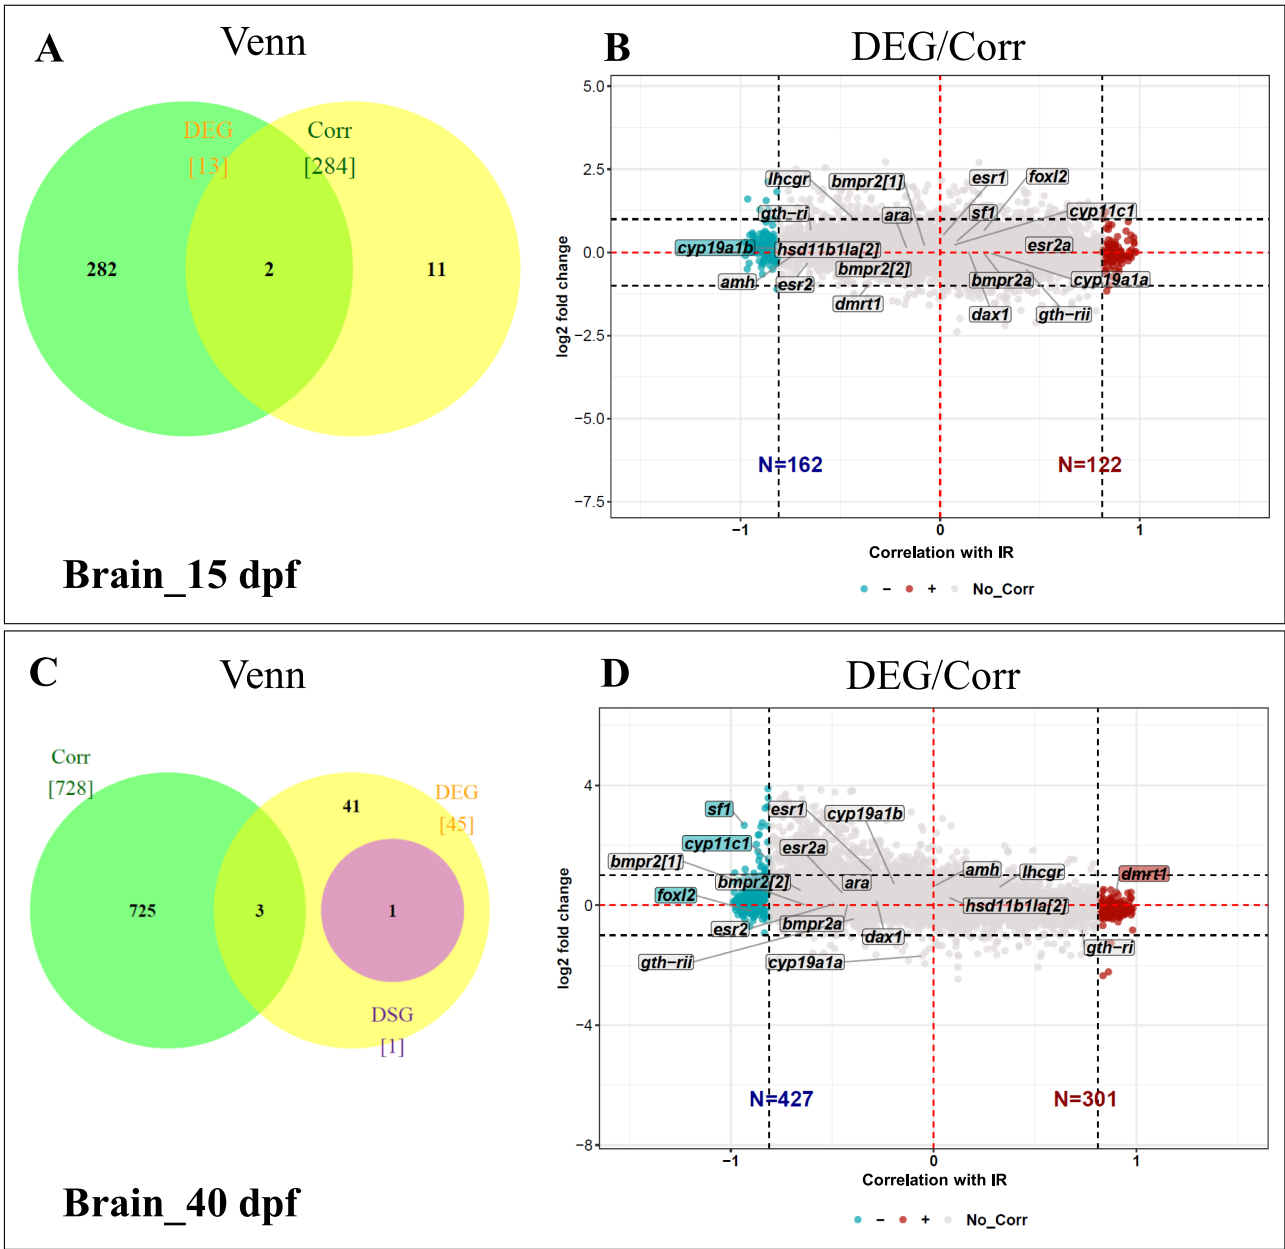 A
Venn
DEG
[13]
Corr
[284]
282
2
11
Brain_15 dpf
B
DEG/Corr
log2 fold change
5.0
2.5
0.0
−2.5
−5.0
−7.5
lhcgr
bmpr2[1]
esr1
foxl2
gth−ri
ara
sf1
cyp11c1
cyp19a1b
hsd11b1la[2]
esr2a
bmpr2[2]
amh
esr2
bmpr2a
cyp19a1a
dmrt1
dax1
gth−rii
N=162
N=122
−1
0
1
Correlation with IR
− + No_Corr
C
Venn
Corr
[728]
DEG
[45]
41
725
3
1
DSG
[1]
Brain_40 dpf
D
DEG/Corr
log2 fold change
4
0
−4
−8
sf1
esr1
cyp19a1b
cyp11c1
esr2a
bmpr2[1]
amh
lhcgr
dmrt1
bmpr2[2]
ara
foxl2
hsd11b1la[2]
esr2
bmpr2a
dax1
gth−ri
gth−rii
cyp19a1a
N=427
N=301
−1
0
1
Correlation with IR
− + No_Corr